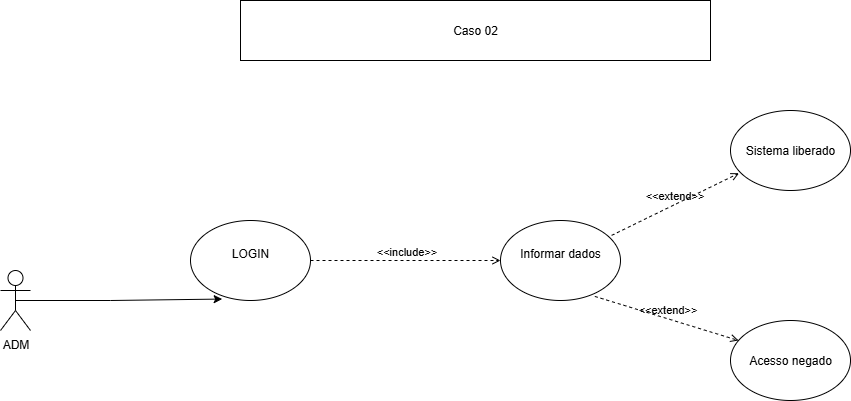 Caso 02
Sistema liberado
<<extend>>
LOGIN
<<include>>
Informar dados
<<extend>>
ADM
Acesso negado